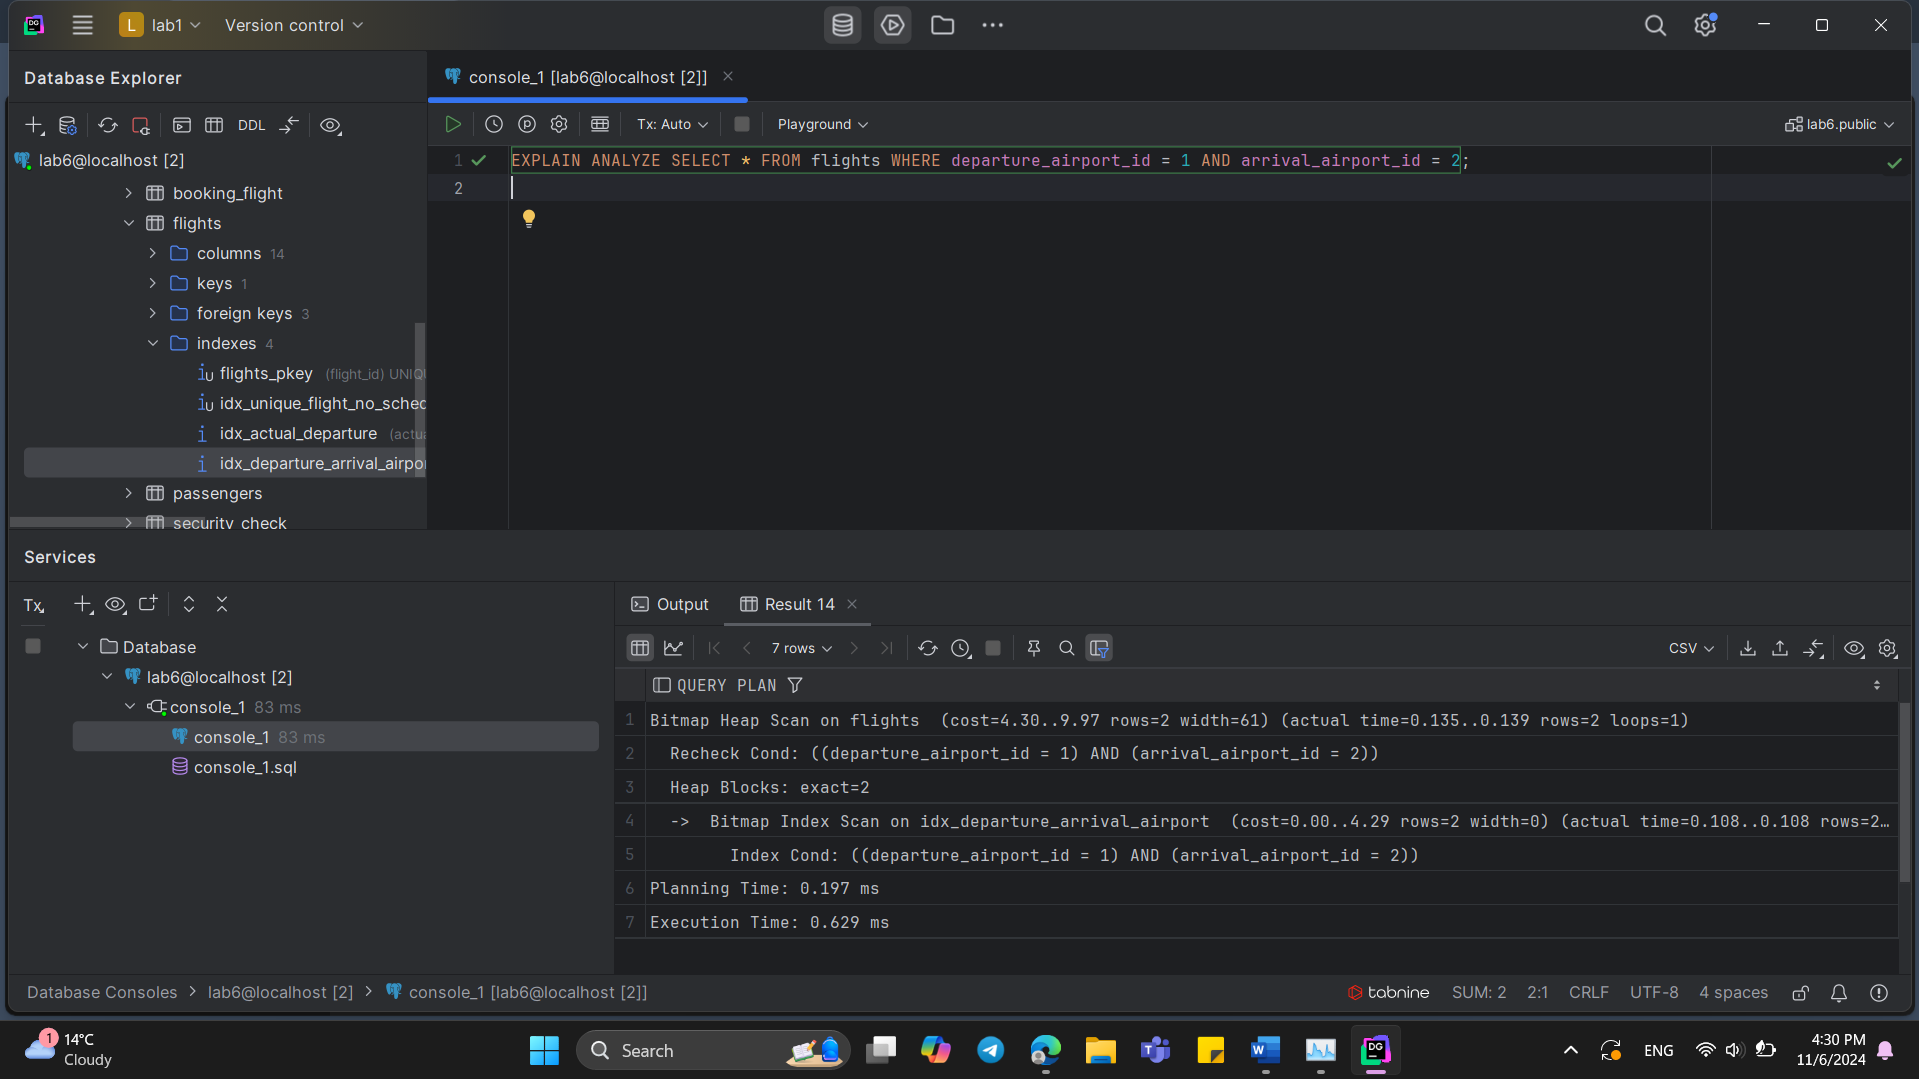 L lab1 Version control
Database Explorer
console_1 [lab6@localhost [2]]
DDL
Tx: Auto
Playground
lab6.public
lab6@localhost [2]
booking_flight
flights
columns 14
keys 1
foreign keys 3
indexes 4
flights_pkey (flight_id) UNIQU
idx_unique_flight_no_sched
idx_actual_departure (actua
idx_departure_arrival_airpor
passengers
security_check
1 EXPLAIN ANALYZE SELECT * FROM flights WHERE departure_airport_id = 1 AND arrival_airport_id = 2;
2
Services
Tx
Database
lab6@localhost [2]
console_1 83 ms
console_1 83 ms
console_1.sql
Output Result 14
7 rows
CSV
QUERY PLAN
1 Bitmap Heap Scan on flights (cost=4.30..9.97 rows=2 width=61) (actual time=0.135..0.139 rows=2 loops=1)
2 Recheck Cond: ((departure_airport_id = 1) AND (arrival_airport_id = 2))
3 Heap Blocks: exact=2
4 -> Bitmap Index Scan on idx_departure_arrival_airport (cost=0.00..4.29 rows=2 width=0) (actual time=0.108..0.108 rows=2…
5 Index Cond: ((departure_airport_id = 1) AND (arrival_airport_id = 2))
6 Planning Time: 0.197 ms
7 Execution Time: 0.629 ms
Database Consoles > lab6@localhost [2] > console_1 [lab6@localhost [2]]
tabnine SUM: 2 2:1 CRLF UTF-8 4 spaces
1 14°C
Cloudy
Search
ENG
4:30 PM
11/6/2024